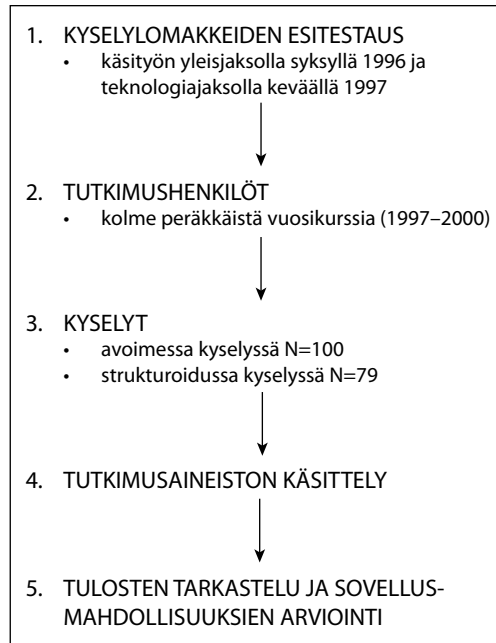 1. KYSELYLOMAKKEIDEN ESITESTAUS
• käsityön yleisjaksolla syksyllä 1996 ja
teknologiajaksolla keväällä 1997
2. TUTKIMUSHENKILÖT
• kolme peräkkäistä vuosikurssia (1997–2000)
3. KYSELYT
• avoimessa kyselyssä N=100
• strukturoidussa kyselyssä N=79
4. TUTKIMUSAINEISTON KÄSITTELY
5. TULOSTEN TARKASTELU JA SOVELLUS-
MAHDOLLISUUKSIEN ARVIOINTI